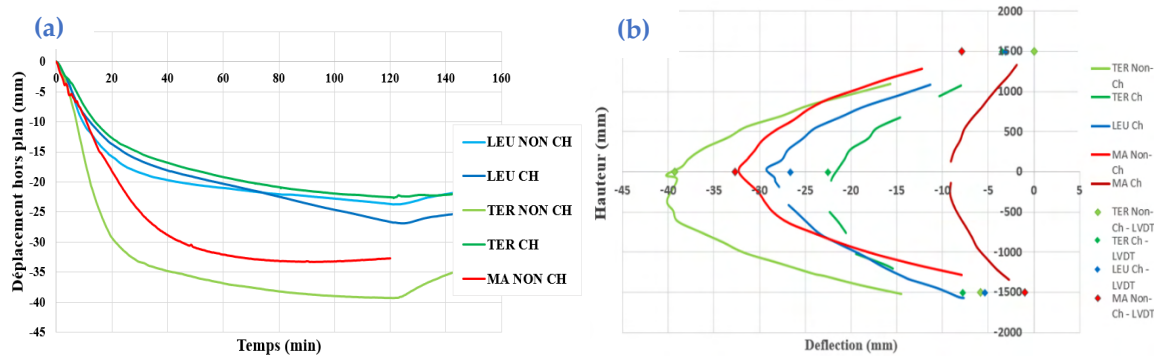 (a)
0
-5
-10
-15
-20
-25
-30
-35
-40
-45
0 20 40 60 80 100 120 140 160
Déplacement hors plan (mm)
Temps (min)
LEU NON CH
LEU CH
TER NON CH
TER CH
MA NON CH
(b)
2000
1500
1000
500
0
-500
-1000
-1500
-2000
-45 -40 -35 -30 -25 -20 -15 -10 -5 0 5
Hauteur (mm)
Deflection (mm)
TER Non-
Ch
TER Ch
LEU Ch
MA Non-
Ch
MA Ch
TER Non-
Ch - LVDT
TER Ch -
LVDT
LEU Ch -
LVDT
MA Non-
Ch - LVDT